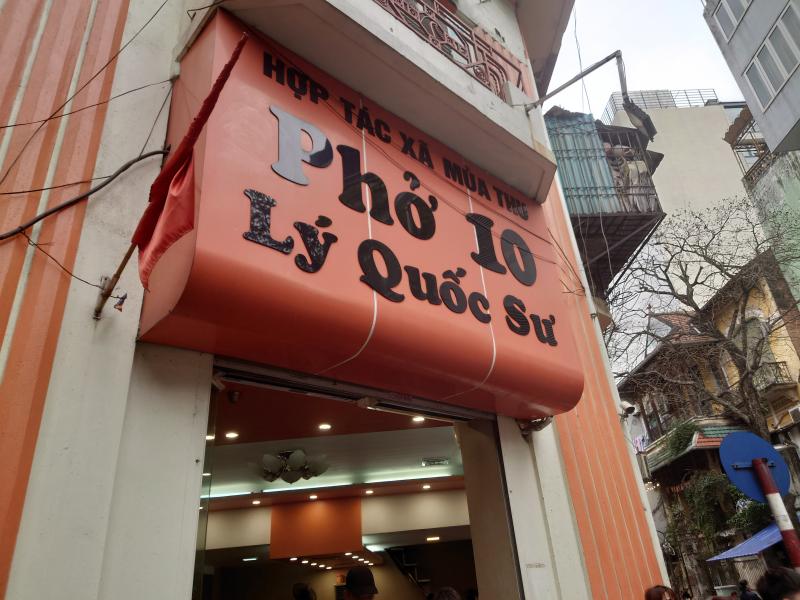 HỢP TÁC XÃ MÙA THU
Phở 10
Lý Quốc Sư